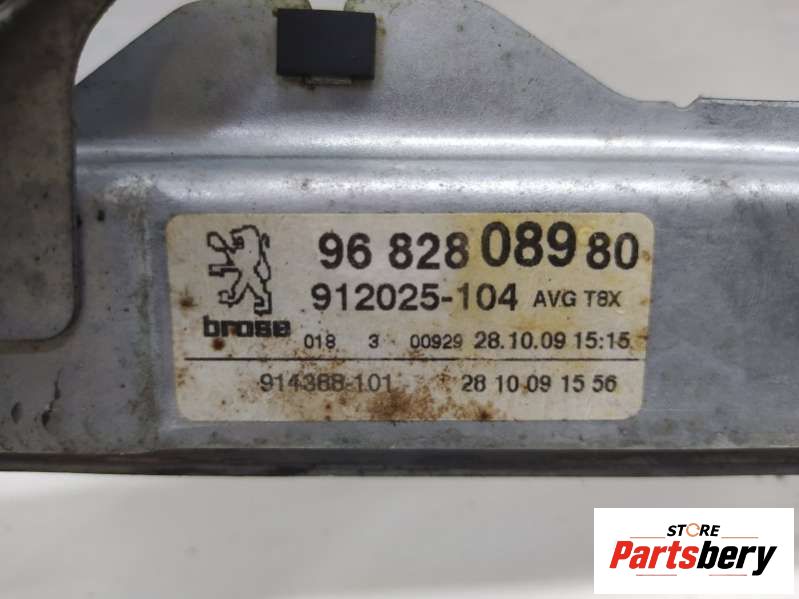 96 828 089 80
912025-104 AVG T8X
brose
018 3 00929 28.10.09 15:15
914388-101 28 10 09 15 56
STORE
Partsbery